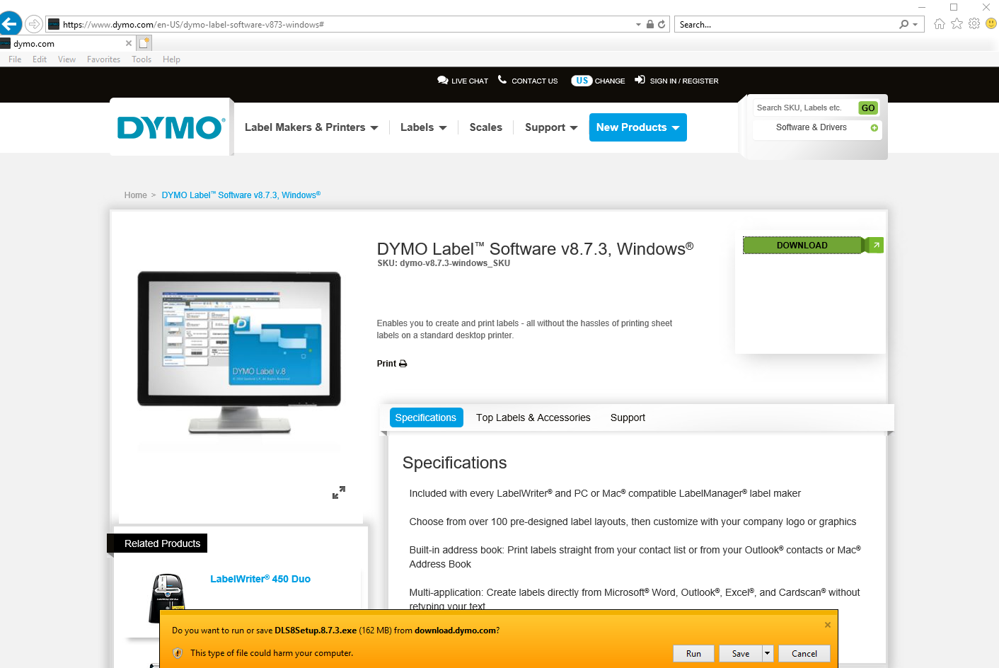 https://www.dymo.com/en-US/dymo-label-software-v873-windows#
Search...
dymo.com
File Edit View Favorites Tools Help
LIVE CHAT CONTACT US US CHANGE SIGN IN / REGISTER
DYMO®
Label Makers & Printers Labels Scales Support New Products
Search SKU, Labels etc. GO
Software & Drivers
Home > DYMO Label™ Software v8.7.3, Windows®
DYMO Label™ Software v8.7.3, Windows®
SKU: dymo-v8.7.3-windows_SKU
DOWNLOAD
Enables you to create and print labels - all without the hassles of printing sheet
labels on a standard desktop printer.
Print
DYMO Label v.8
Specifications Top Labels & Accessories Support
Specifications
Included with every LabelWriter® and PC or Mac® compatible LabelManager® label maker
Choose from over 100 pre-designed label layouts, then customize with your company logo or graphics
Built-in address book: Print labels straight from your contact list or from your Outlook® contacts or Mac®
Address Book
Multi-application: Create labels directly from Microsoft® Word, Outlook®, Excel®, and Cardscan® without
retyping your text
Related Products
LabelWriter® 450 Duo
Do you want to run or save DLS8Setup.8.7.3.exe (162 MB) from download.dymo.com?
This type of file could harm your computer.
Run Save Cancel